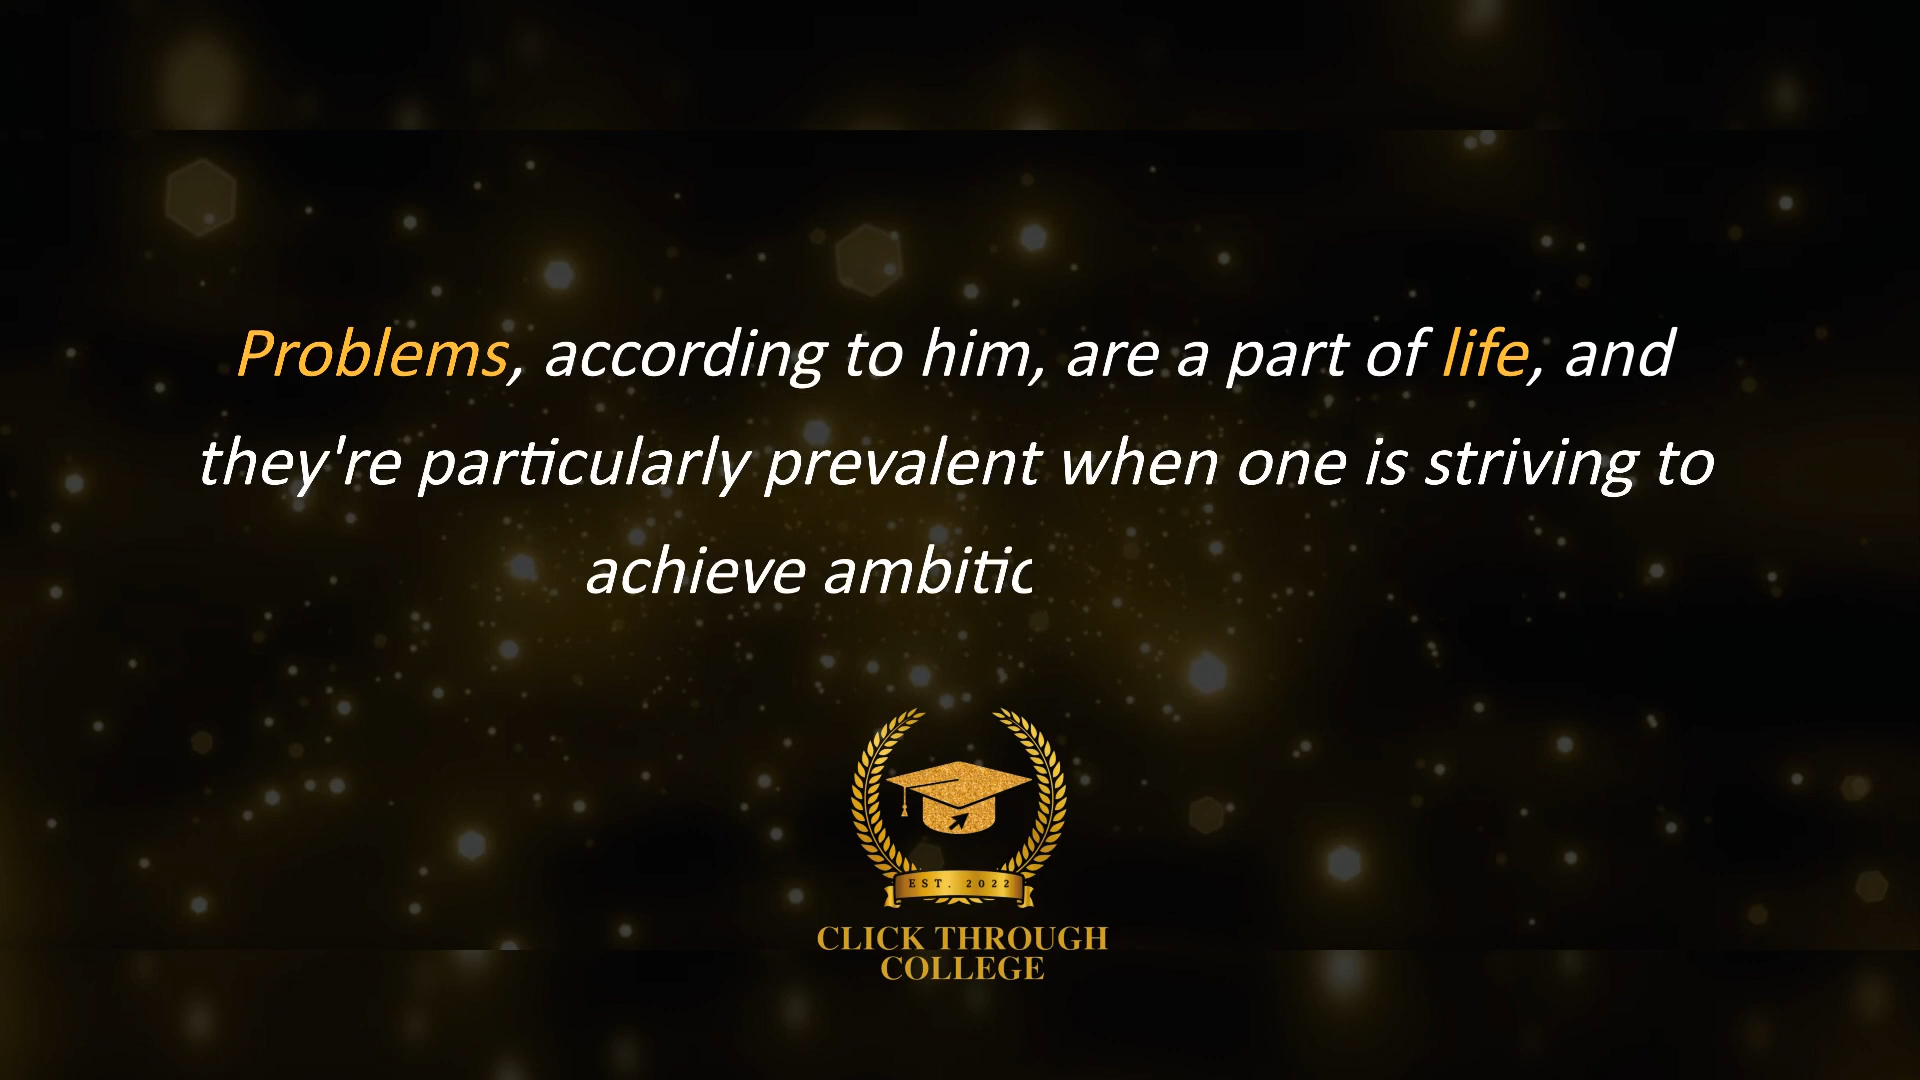 Problems, according to him, are a part of life, and
they're particularly prevalent when one is striving to
achieve ambitic
EST. 2022
CLICK THROUGH
COLLEGE